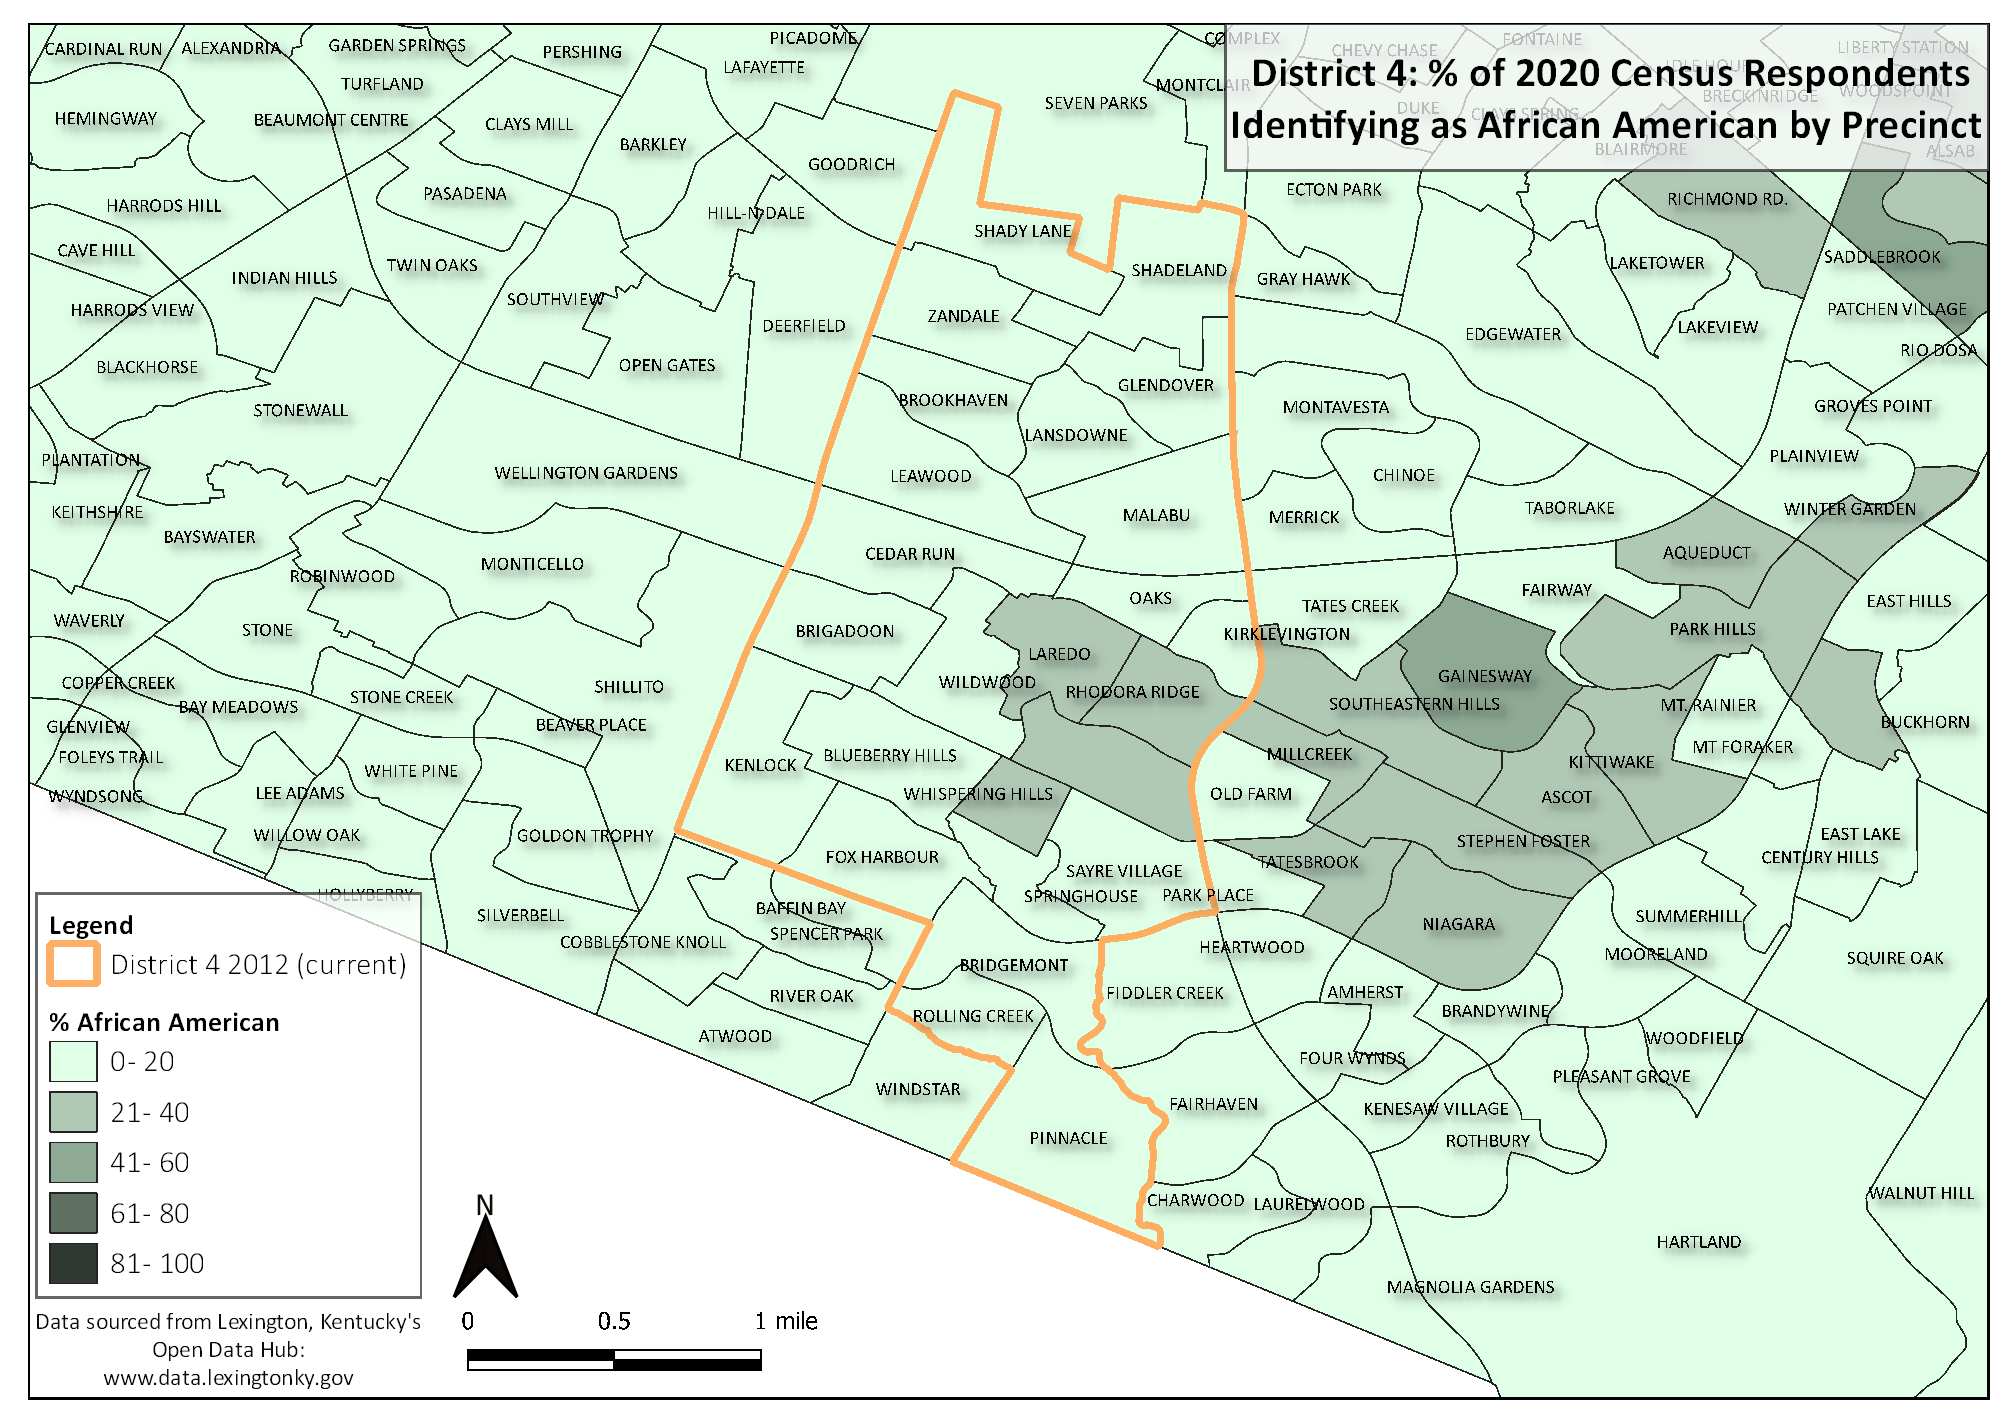 CARDINAL RUN
ALEXANDRIA
GARDEN SPRINGS
PERSHING
PICADOME
LAFAYETTE
COMPLEX
CHEVY CHASE
FONTAINE
LIBERTY STATION
District 4: % of 2020 Census Respondents
Identifying as African American by Precinct
IDLE HOUR
BRECKINRIDGE
WOODSPOINT
DUKE
CLAYS SPRING
BLAIRMORE
ALSAB
TURFLAND
MONTCLAIR
SEVEN PARKS
HEMINGWAY
BEAUMONT CENTRE
CLAYS MILL
BARKLEY
GOODRICH
PASADENA
ECTON PARK
RICHMOND RD.
HARRODS HILL
HILL-N-DALE
SHADY LANE
CAVE HILL
INDIAN HILLS
TWIN OAKS
SHADELAND
GRAY HAWK
LAKETOWER
SADDLEBROOK
HARRODS VIEW
SOUTHVIEW
DEERFIELD
ZANDALE
EDGEWATER
LAKEVIEW
PATCHEN VILLAGE
BLACKHORSE
OPEN GATES
RIO DOSA
STONEWALL
BROOKHAVEN
GLENDOVER
MONTAVESTA
GROVES POINT
LANSDOWNE
PLANTATION
WELLINGTON GARDENS
LEAWOOD
CHINOE
PLAINVIEW
KEITHSHIRE
BAYSWATER
MALABU
MERRICK
TABORLAKE
WINTER GARDEN
ROBINWOOD
MONTICELLO
CEDAR RUN
AQUEDUCT
WAVERLY
STONE
BRIGADOON
OAKS
TATES CREEK
FAIRWAY
EAST HILLS
KIRKLEVINGTON
PARK HILLS
LAREDO
COPPER CREEK
BAY MEADOWS
STONE CREEK
SHILLITO
WILDWOOD
RHODORA RIDGE
SOUTHEASTERN HILLS
GAINESWAY
MT. RAINIER
GLENVIEW
BEAVER PLACE
BUCKHORN
FOLEYS TRAIL
WHITE PINE
KENLOCK
BLUEBERRY HILLS
MILLCREEK
KITTIWAKE
MT FORAKER
WYNDSONG
LEE ADAMS
WHISPERING HILLS
OLD FARM
ASCOT
WILLOW OAK
GOLDON TROPHY
FOX HARBOUR
SAYRE VILLAGE
TATESBROOK
STEPHEN FOSTER
EAST LAKE
CENTURY HILLS
HOLLYBERRY
SILVERBELL
BAFFIN BAY
SPRINGHOUSE
PARK PLACE
NIAGARA
SUMMERHILL
COBBLESTONE KNOLL
SPENCER PARK
BRIDGEMONT
HEARTWOOD
MOORELAND
SQUIRE OAK
RIVER OAK
ROLLING CREEK
FIDDLER CREEK
AMHERST
BRANDYWINE
ATWOOD
WINDSTAR
FOUR WYNDS
WOODFIELD
PLEASANT GROVE
PINNACLE
FAIRHAVEN
KENESAW VILLAGE
ROTHBURY
CHARWOOD
LAURELWOOD
WALNUT HILL
HARTLAND
MAGNOLIA GARDENS
Legend
District 4 2012 (current)
% African American
0- 20
21- 40
41- 60
61- 80
81- 100
Data sourced from Lexington, Kentucky's
Open Data Hub:
www.data.lexingtonky.gov
N
0 0.5 1 mile